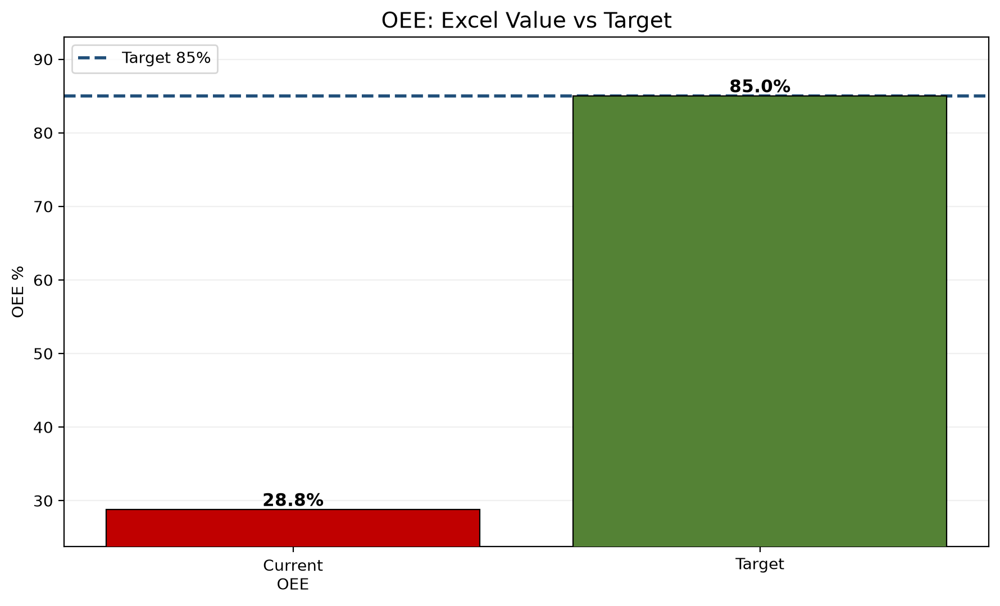 OEE: Excel Value vs Target
Target 85%
OEE %
90
80
70
60
50
40
30
85.0%
28.8%
Current
OEE
Target